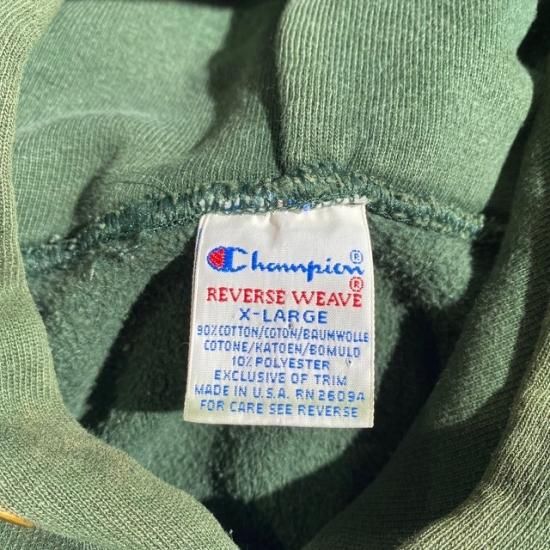 Champion®
REVERSE WEAVE®
X-LARGE
90% COTTON/COTON/BAUMWOLLE
COTONE/KATOEN/BOMULO
10% POLYESTER
EXCLUSIVE OF TRIM
MADE IN U.S.A. RN 26094
FOR CARE SEE REVERSE